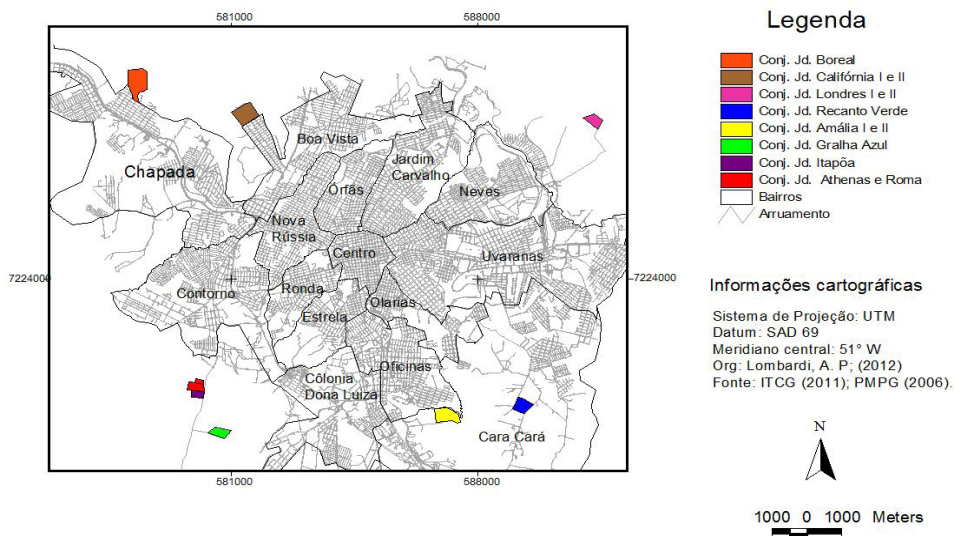 581000
588000
Legenda
Conj. Jd. Boreal
Conj. Jd. Califórnia I e II
Conj. Jd. Londres I e II
Conj. Jd. Recanto Verde
Conj. Jd. Amália I e II
Conj. Jd. Gralha Azul
Conj. Jd. Itapõa
Conj. Jd. Athenas e Roma
Bairros
Arruamento
Boa Vista
Chapada
Jardim
Carvalho
Órfãs
Neves
Nova
Rússia
Centro
Uvaranas
7224000
7224000
Contorno
Ronda
Olarias
Estrela
Oficinas
Côlonia
Dona Luiza
Cara Cará
581000
588000
Informações cartográficas
Sistema de Projeção: UTM
Datum: SAD 69
Meridiano central: 51° W
Org: Lombardi, A. P; (2012)
Fonte: ITCG (2011); PMPG (2006).
N
1000 0 1000 Meters